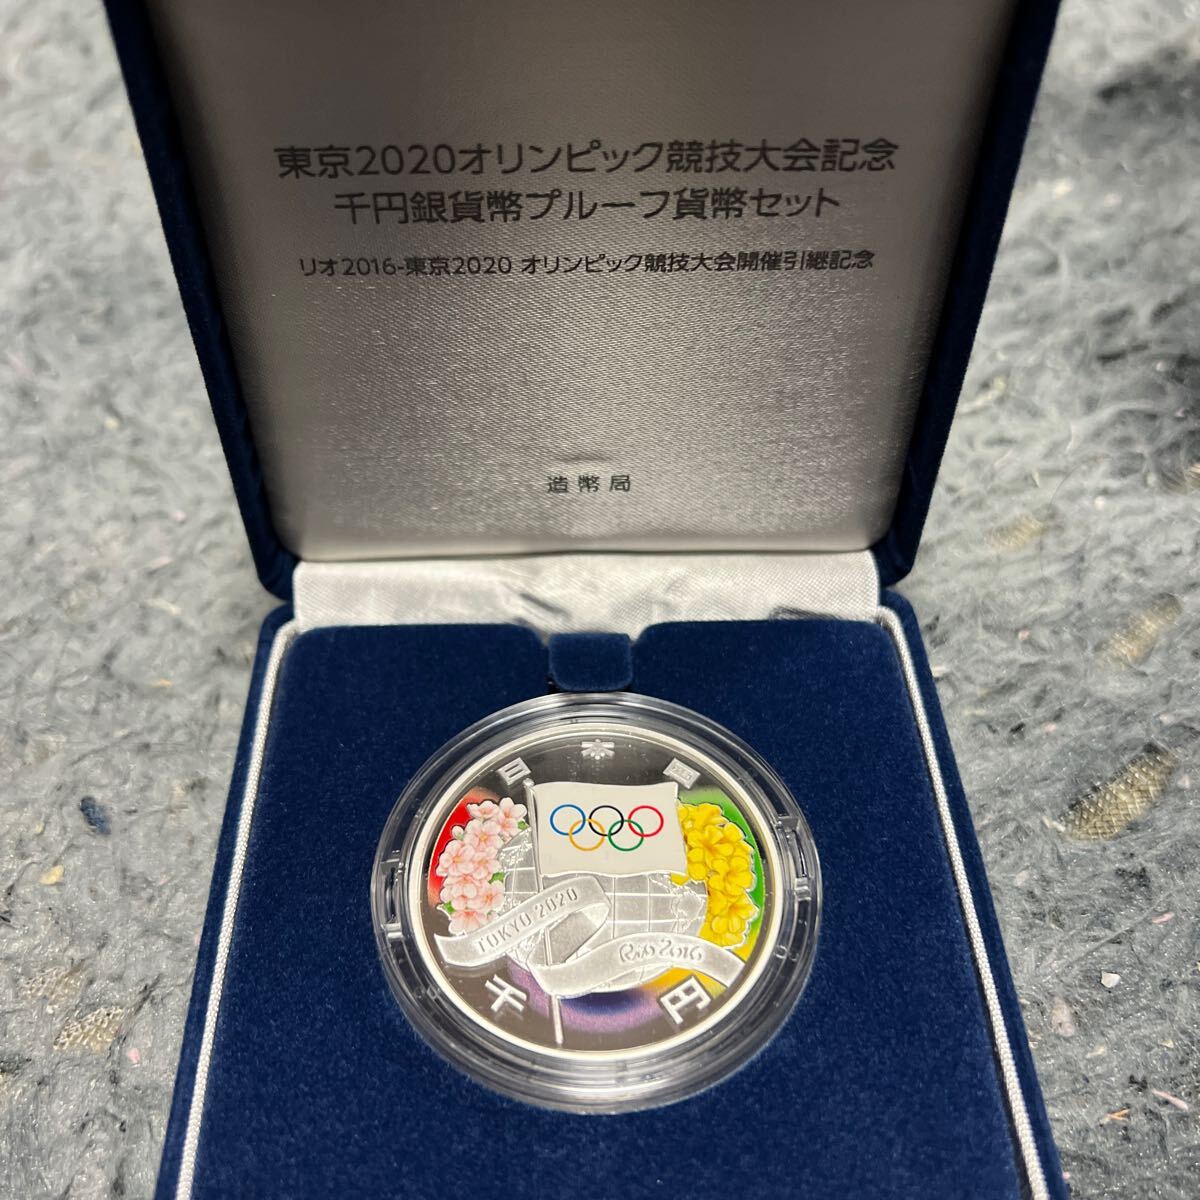 東京2020オリンピック競技大会記念
千円銀貨幣プルーフ貨幣セット
リオ2016-東京2020 オリンピック競技大会開催引継記念
造幣局
日本国
TOKYO 2020
Rio2016
千円